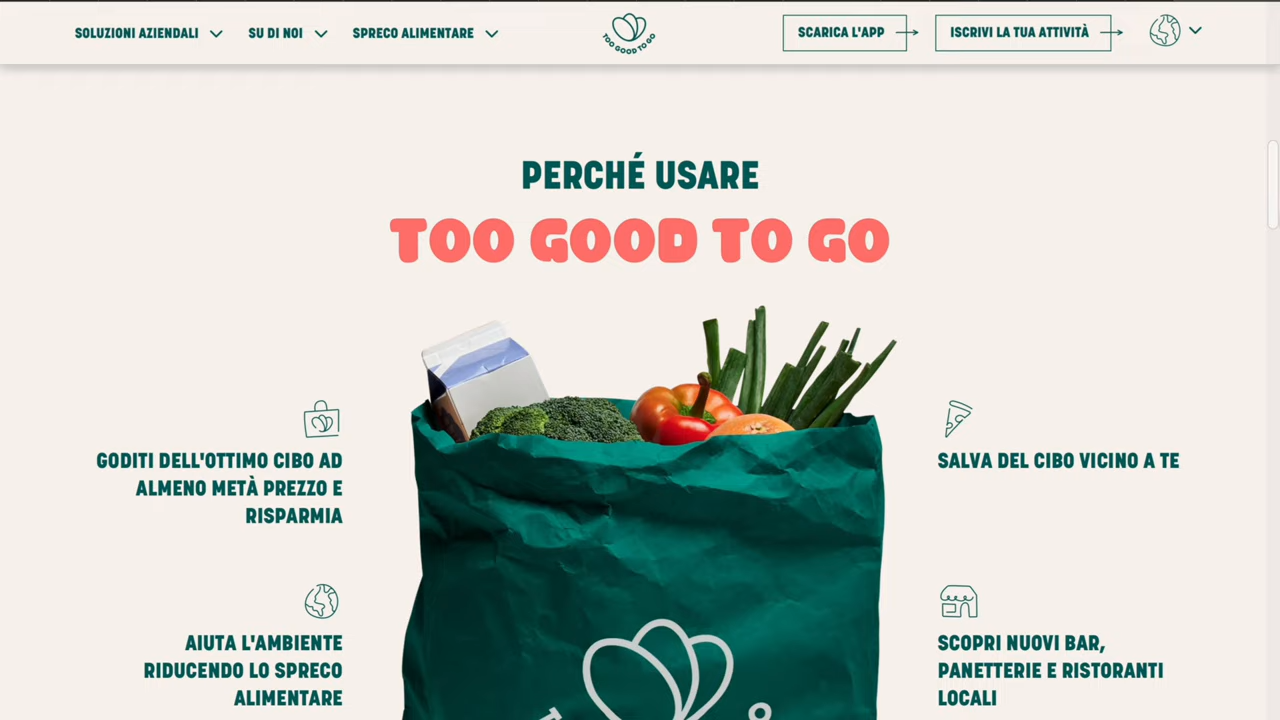 SOLUZIONI AZIENDALI
SU DI NOI
SPRECO ALIMENTARE
TOO GOOD TO GO
SCARICA L'APP
ISCRIVI LA TUA ATTIVITÀ
PERCHÉ USARE
TOO GOOD TO GO
GODITI DELL'OTTIMO CIBO AD
ALMENO METÀ PREZZO E
RISPARMIA
SALVA DEL CIBO VICINO A TE
AIUTA L'AMBIENTE
RIDUCENDO LO SPRECO
ALIMENTARE
SCOPRI NUOVI BAR,
PANETTERIE E RISTORANTI
LOCALI